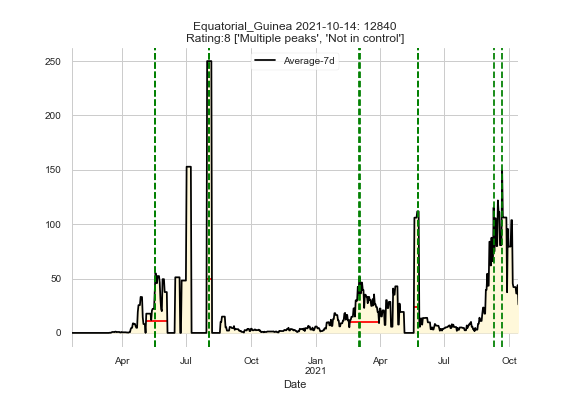 Equatorial_Guinea 2021-10-14: 12840
Rating:8 ['Multiple peaks', 'Not in control']
Average-7d
250
200
150
100
50
0
Apr Jul Oct Jan Apr Jul Oct
2021
Date